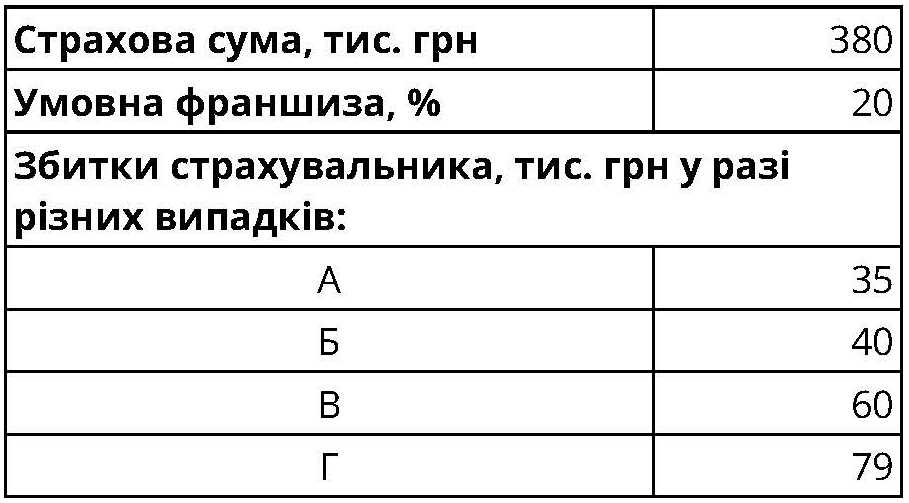 Страхова сума, тис. грн 380
Умовна франшиза, % 20
Збитки страхувальника, тис. грн у разі
різних випадків:
А 35
Б 40
В 60
Г 79